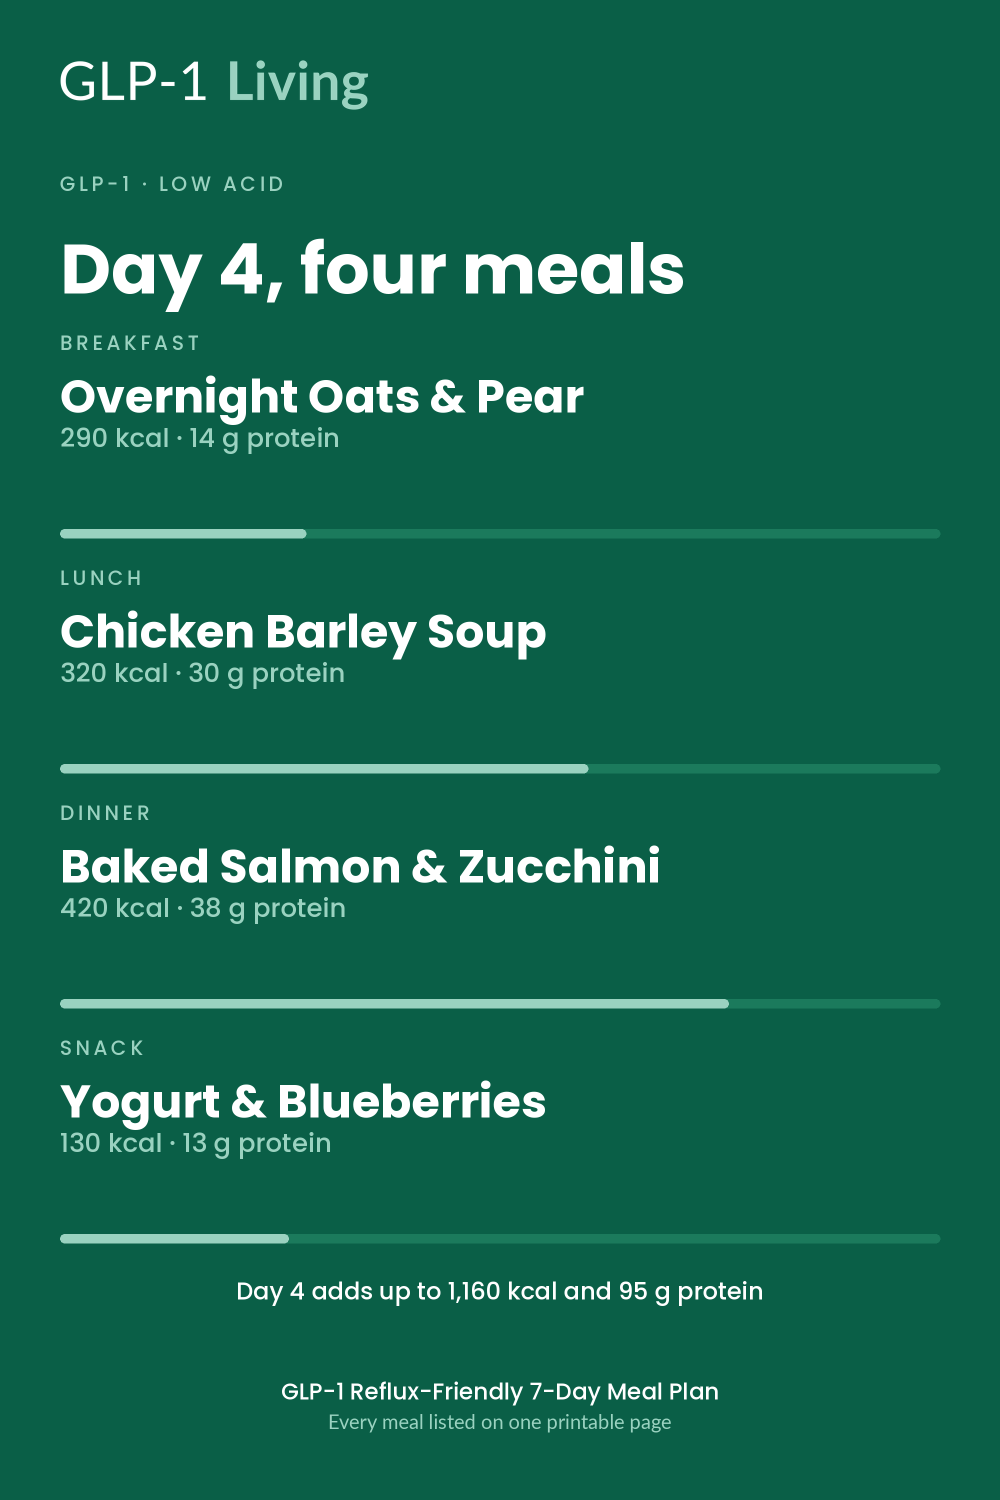 GLP-1 Living
GLP-1 · LOW ACID
Day 4, four meals
BREAKFAST
Overnight Oats & Pear
290 kcal · 14 g protein
LUNCH
Chicken Barley Soup
320 kcal · 30 g protein
DINNER
Baked Salmon & Zucchini
420 kcal · 38 g protein
SNACK
Yogurt & Blueberries
130 kcal · 13 g protein
Day 4 adds up to 1,160 kcal and 95 g protein
GLP-1 Reflux-Friendly 7-Day Meal Plan
Every meal listed on one printable page